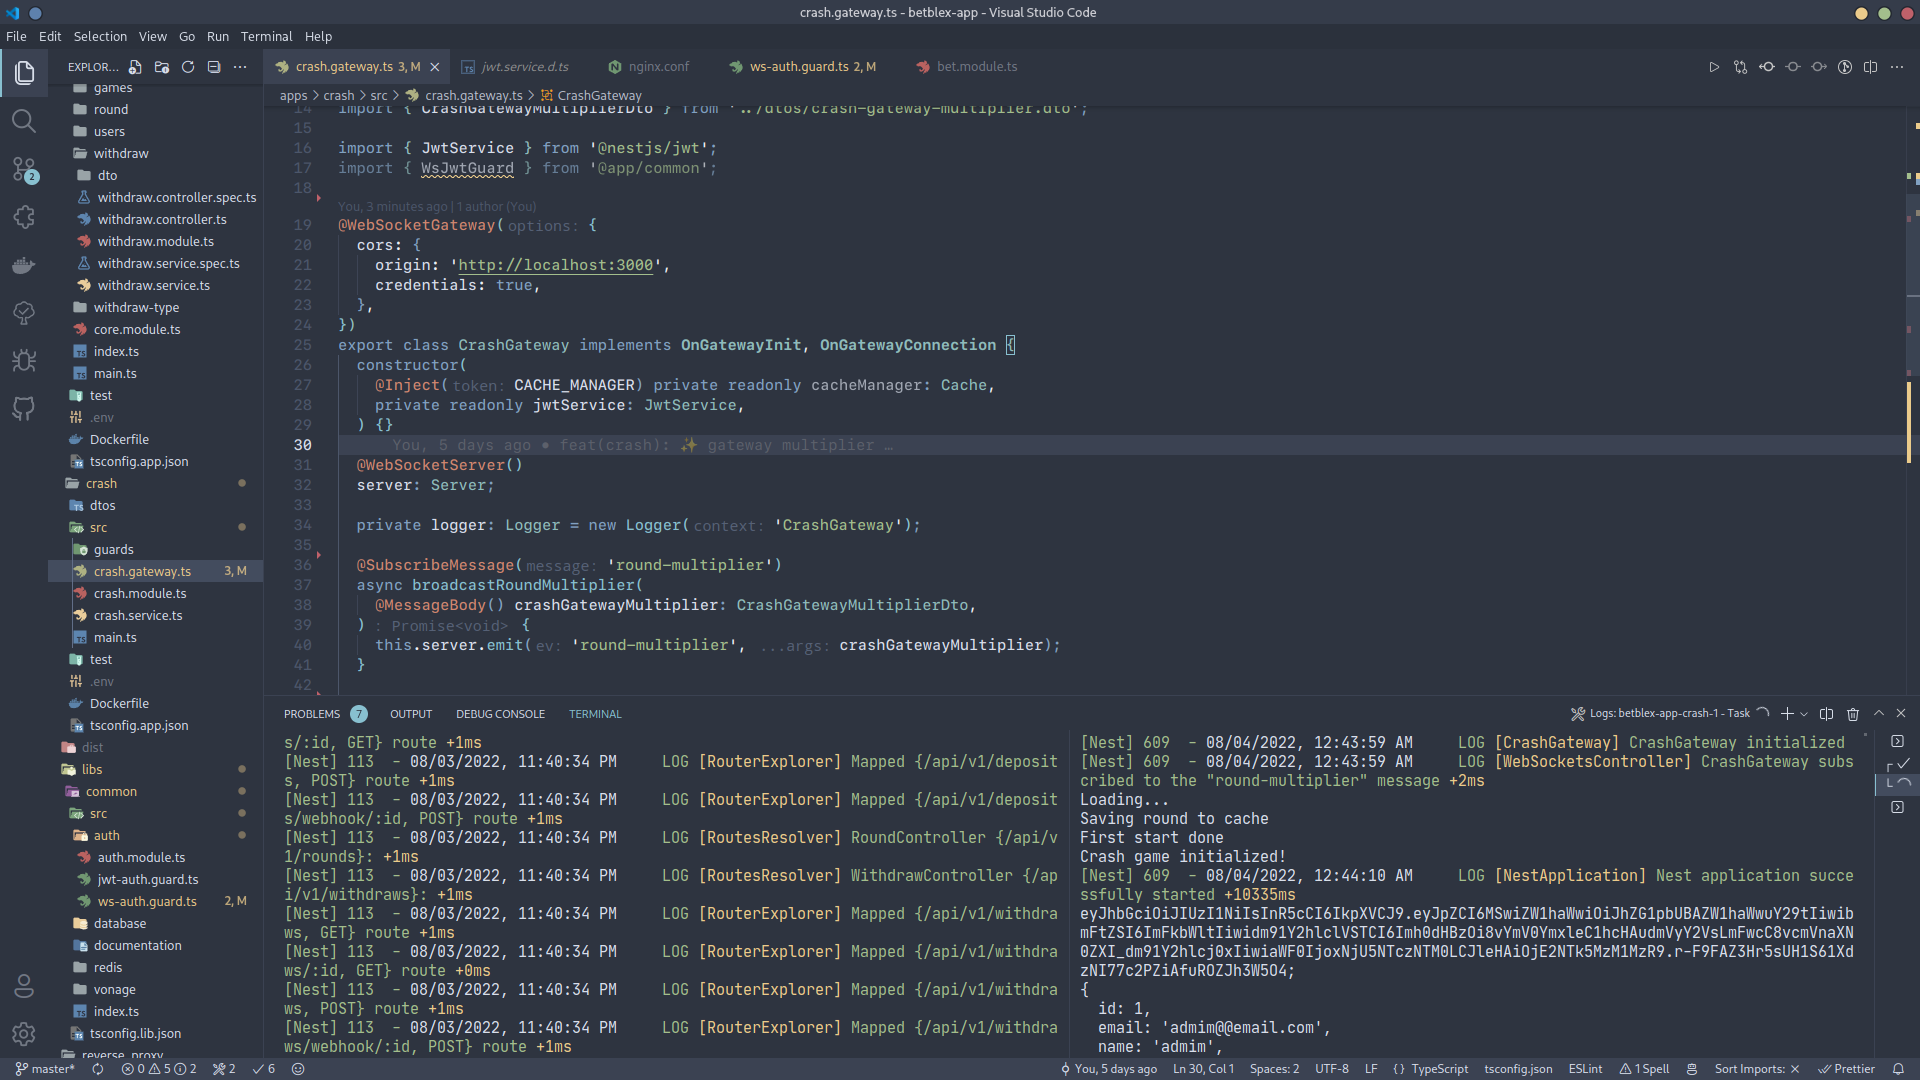 crash.gateway.ts - betblex-app - Visual Studio Code
File Edit Selection View Go Run Terminal Help
EXPLOR...
crash.gateway.ts 3, M
jwt.service.d.ts
nginx.conf
ws-auth.guard.ts 2, M
bet.module.ts
apps > crash > src > crash.gateway.ts > CrashGateway
games
round
users
withdraw
dto
withdraw.controller.spec.ts
withdraw.controller.ts
withdraw.module.ts
withdraw.service.spec.ts
withdraw.service.ts
withdraw-type
core.module.ts
index.ts
main.ts
test
.env
Dockerfile
tsconfig.app.json
crash
dtos
src
guards
crash.gateway.ts 3, M
crash.module.ts
crash.service.ts
main.ts
test
.env
Dockerfile
tsconfig.app.json
dist
libs
common
src
auth
auth.module.ts
jwt-auth.guard.ts
ws-auth.guard.ts 2, M
database
documentation
redis
vonage
index.ts
tsconfig.lib.json
reverse_proxy
2
14 import { CrashGatewayMultiplierDto } from '../dtos/crash-gateway-multiplier.dto';
15
16 import { JwtService } from '@nestjs/jwt';
17 import { WsJwtGuard } from '@app/common';
18
You, 3 minutes ago | 1 author (You)
19 @WebSocketGateway(options: {
20 cors: {
21 origin: 'http://localhost:3000',
22 credentials: true,
23 },
24 })
25 export class CrashGateway implements OnGatewayInit, OnGatewayConnection {
26 constructor(
27 @Inject(token: CACHE_MANAGER) private readonly cacheManager: Cache,
28 private readonly jwtService: JwtService,
29 ) {}
30 You, 5 days ago • feat(crash): ✨ gateway multiplier …
31 @WebSocketServer()
32 server: Server;
33
34 private logger: Logger = new Logger(context: 'CrashGateway');
35
36 @SubscribeMessage(message: 'round-multiplier')
37 async broadcastRoundMultiplier(
38 @MessageBody() crashGatewayMultiplier: CrashGatewayMultiplierDto,
39 ) : Promise<void> {
40 this.server.emit(ev: 'round-multiplier', ...args: crashGatewayMultiplier);
41 }
42
PROBLEMS 7 OUTPUT DEBUG CONSOLE TERMINAL
Logs: betblex-app-crash-1 - Task
s/:id, GET} route +1ms
[Nest] 113 - 08/03/2022, 11:40:34 PM LOG [RouterExplorer] Mapped {/api/v1/deposit
s, POST} route +1ms
[Nest] 113 - 08/03/2022, 11:40:34 PM LOG [RouterExplorer] Mapped {/api/v1/deposit
s/webhook/:id, POST} route +1ms
[Nest] 113 - 08/03/2022, 11:40:34 PM LOG [RoutesResolver] RoundController {/api/v
1/rounds}: +1ms
[Nest] 113 - 08/03/2022, 11:40:34 PM LOG [RoutesResolver] WithdrawController {/ap
i/v1/withdraws}: +1ms
[Nest] 113 - 08/03/2022, 11:40:34 PM LOG [RouterExplorer] Mapped {/api/v1/withdra
ws, GET} route +1ms
[Nest] 113 - 08/03/2022, 11:40:34 PM LOG [RouterExplorer] Mapped {/api/v1/withdra
ws/:id, GET} route +0ms
[Nest] 113 - 08/03/2022, 11:40:34 PM LOG [RouterExplorer] Mapped {/api/v1/withdra
ws, POST} route +1ms
[Nest] 113 - 08/03/2022, 11:40:34 PM LOG [RouterExplorer] Mapped {/api/v1/withdra
ws/webhook/:id, POST} route +1ms
[Nest] 609 - 08/04/2022, 12:43:59 AM LOG [CrashGateway] CrashGateway initialized
[Nest] 609 - 08/04/2022, 12:43:59 AM LOG [WebSocketsController] CrashGateway subs
cribed to the "round-multiplier" message +2ms
Loading...
Saving round to cache
First start done
Crash game initialized!
[Nest] 609 - 08/04/2022, 12:44:10 AM LOG [NestApplication] Nest application succe
ssfully started +10335ms
{
id: 1,
email: 'admim@@email.com',
name: 'admim',
master* 0 5 2 2 6
You, 5 days ago Ln 30, Col 1 Spaces: 2 UTF-8 LF {} TypeScript tsconfig.json ESLint 1 Spell Sort Imports: × Prettier